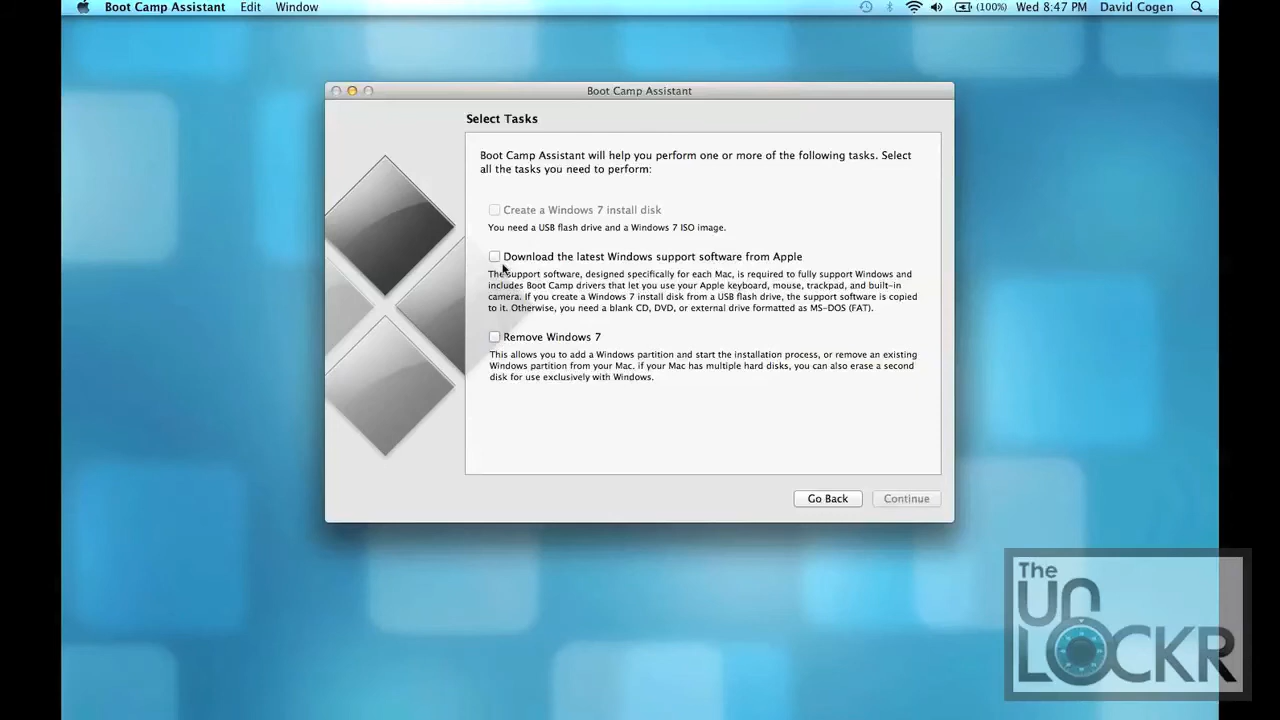 Boot Camp Assistant Edit Window (100%) Wed 8:47 PM David Cogen
Boot Camp Assistant
Select Tasks
Boot Camp Assistant will help you perform one or more of the following tasks. Select
all the tasks you need to perform:
Create a Windows 7 install disk
You need a USB flash drive and a Windows 7 ISO image.
Download the latest Windows support software from Apple
The support software, designed specifically for each Mac, is required to fully support Windows and
includes Boot Camp drivers that let you use your Apple keyboard, mouse, trackpad, and built-in
camera. If you create a Windows 7 install disk from a USB flash drive, the support software is copied
to it. Otherwise, you need a blank CD, DVD, or external drive formatted as MS-DOS (FAT).
Remove Windows 7
This allows you to add a Windows partition and start the installation process, or remove an existing
Windows partition from your Mac. if your Mac has multiple hard disks, you can also erase a second
disk for use exclusively with Windows.
Go Back Continue
The
UN
LOCKR